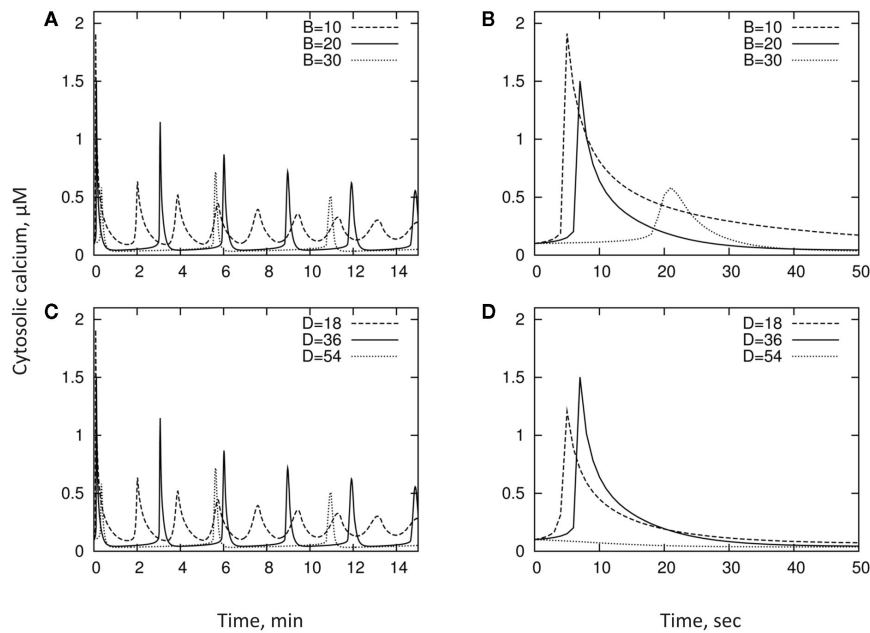 A
B
B=10
B=20
B=30
B=10
B=20
B=30
2
1.5
1
0.5
0
0 2 4 6 8 10 12 14
2
1.5
1
0.5
0
0 10 20 30 40 50
Cytosolic calcium, µM
C
D
D=18
D=36
D=54
D=18
D=36
D=54
2
1.5
1
0.5
0
0 2 4 6 8 10 12 14
2
1.5
1
0.5
0
0 10 20 30 40 50
Time, min
Time, sec